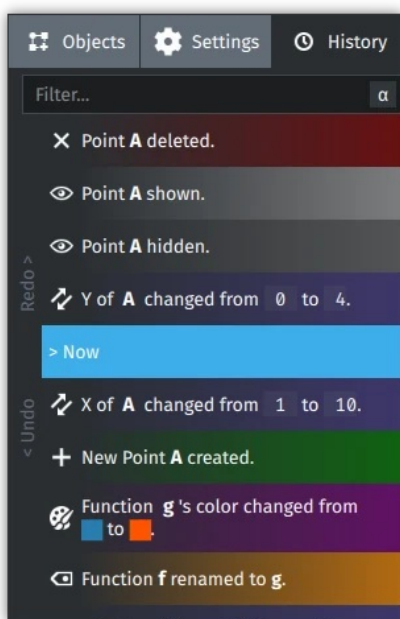 Objects Settings History
Filter... α
Point A deleted.
Point A shown.
Point A hidden.
Redo >
Y of A changed from 0 to 4.
> Now
< Undo
X of A changed from 1 to 10.
New Point A created.
Function g 's color changed from
to .
Function f renamed to g.